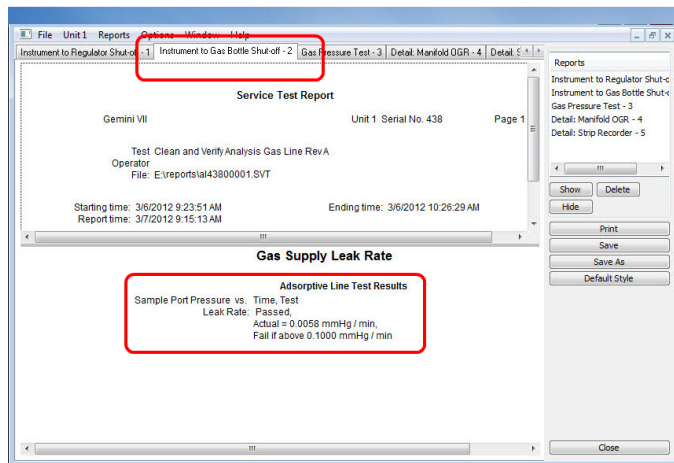 File Unit1 Reports Options Window Help
Instrument to Regulator Shut-off - 1 Instrument to Gas Bottle Shut-off - 2 Gas Pressure Test - 3 Detail: Manifold OGR - 4 Detail: S
Service Test Report
Gemini VII Unit 1 Serial No. 438 Page 1
Test Clean and Verify Analysis Gas Line Rev A
Operator
File: E:\reports\al43800001.SVT
Starting time: 3/6/2012 9:23:51 AM Ending time: 3/6/2012 10:26:29 AM
Report time: 3/7/2012 9:15:13 AM
Gas Supply Leak Rate
Adsorptive Line Test Results
Sample Port Pressure vs. Time, Test
Leak Rate: Passed,
Actual = 0.0058 mmHg / min,
Fail if above 0.1000 mmHg / min
Reports
Instrument to Regulator Shut-o
Instrument to Gas Bottle Shut-o
Gas Pressure Test - 3
Detail: Manifold OGR - 4
Detail: Strip Recorder - 5
Show Delete
Hide
Print
Save
Save As
Default Style
Close